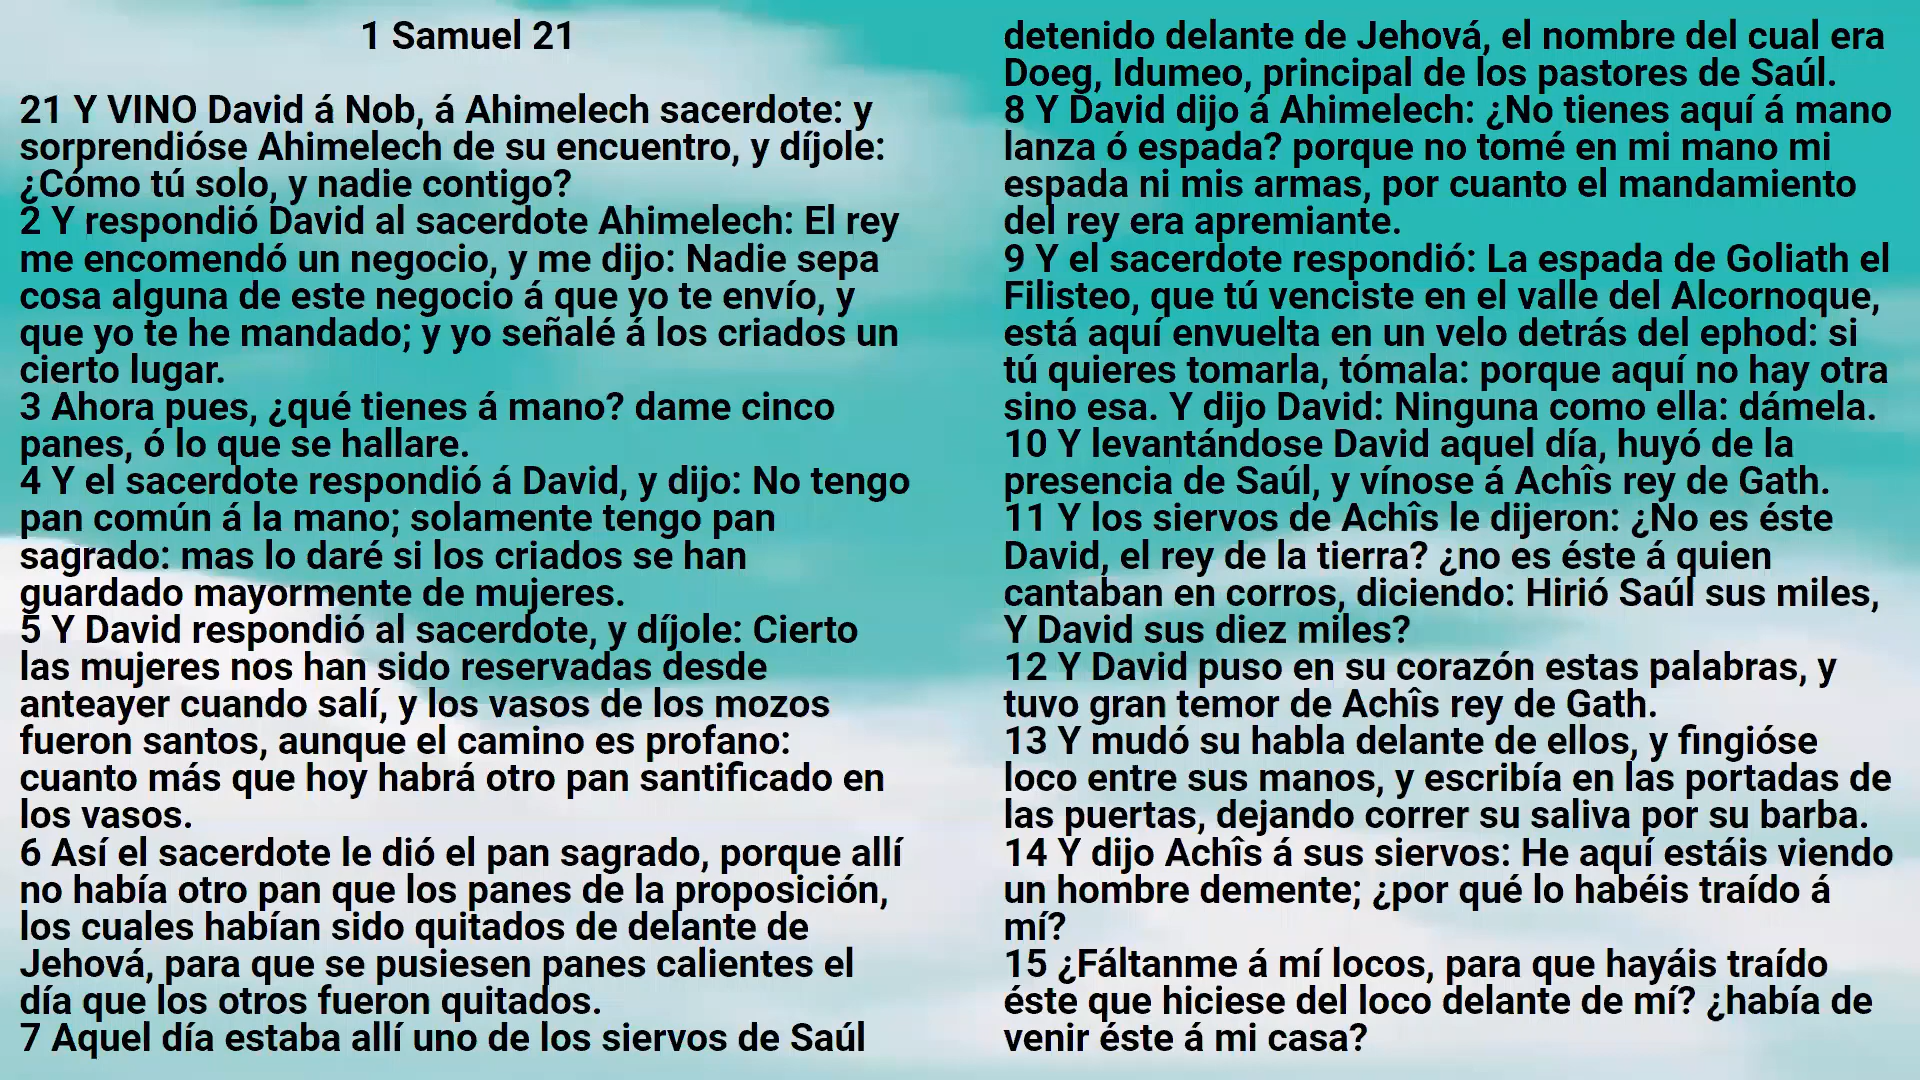 1 Samuel 21
21 Y VINO David á Nob, á Ahimelech sacerdote: y
sorprendióse Ahimelech de su encuentro, y díjole:
¿Cómo tú solo, y nadie contigo?
2 Y respondió David al sacerdote Ahimelech: El rey
me encomendó un negocio, y me dijo: Nadie sepa
cosa alguna de este negocio á que yo te envío, y
que yo te he mandado; y yo señalé á los criados un
cierto lugar.
3 Ahora pues, ¿qué tienes á mano? dame cinco
panes, ó lo que se hallare.
4 Y el sacerdote respondió á David, y dijo: No tengo
pan común á la mano; solamente tengo pan
sagrado: mas lo daré si los criados se han
guardado mayormente de mujeres.
5 Y David respondió al sacerdote, y díjole: Cierto
las mujeres nos han sido reservadas desde
anteayer cuando salí, y los vasos de los mozos
fueron santos, aunque el camino es profano:
cuanto más que hoy habrá otro pan santificado en
los vasos.
6 Así el sacerdote le dió el pan sagrado, porque allí
no había otro pan que los panes de la proposición,
los cuales habían sido quitados de delante de
Jehová, para que se pusiesen panes calientes el
día que los otros fueron quitados.
7 Aquel día estaba allí uno de los siervos de Saúl
detenido delante de Jehová, el nombre del cual era
Doeg, Idumeo, principal de los pastores de Saúl.
8 Y David dijo á Ahimelech: ¿No tienes aquí á mano
lanza ó espada? porque no tomé en mi mano mi
espada ni mis armas, por cuanto el mandamiento
del rey era apremiante.
9 Y el sacerdote respondió: La espada de Goliath el
Filisteo, que tú venciste en el valle del Alcornoque,
está aquí envuelta en un velo detrás del ephod: si
tú quieres tomarla, tómala: porque aquí no hay otra
sino esa. Y dijo David: Ninguna como ella: dámela.
10 Y levantándose David aquel día, huyó de la
presencia de Saúl, y vínose á Achîs rey de Gath.
11 Y los siervos de Achîs le dijeron: ¿No es éste
David, el rey de la tierra? ¿no es éste á quien
cantaban en corros, diciendo: Hirió Saúl sus miles,
Y David sus diez miles?
12 Y David puso en su corazón estas palabras, y
tuvo gran temor de Achîs rey de Gath.
13 Y mudó su habla delante de ellos, y fingióse
loco entre sus manos, y escribía en las portadas de
las puertas, dejando correr su saliva por su barba.
14 Y dijo Achîs á sus siervos: He aquí estáis viendo
un hombre demente; ¿por qué lo habéis traído á
mí?
15 ¿Fáltanme á mí locos, para que hayáis traído
éste que hiciese del loco delante de mí? ¿había de
venir éste á mi casa?